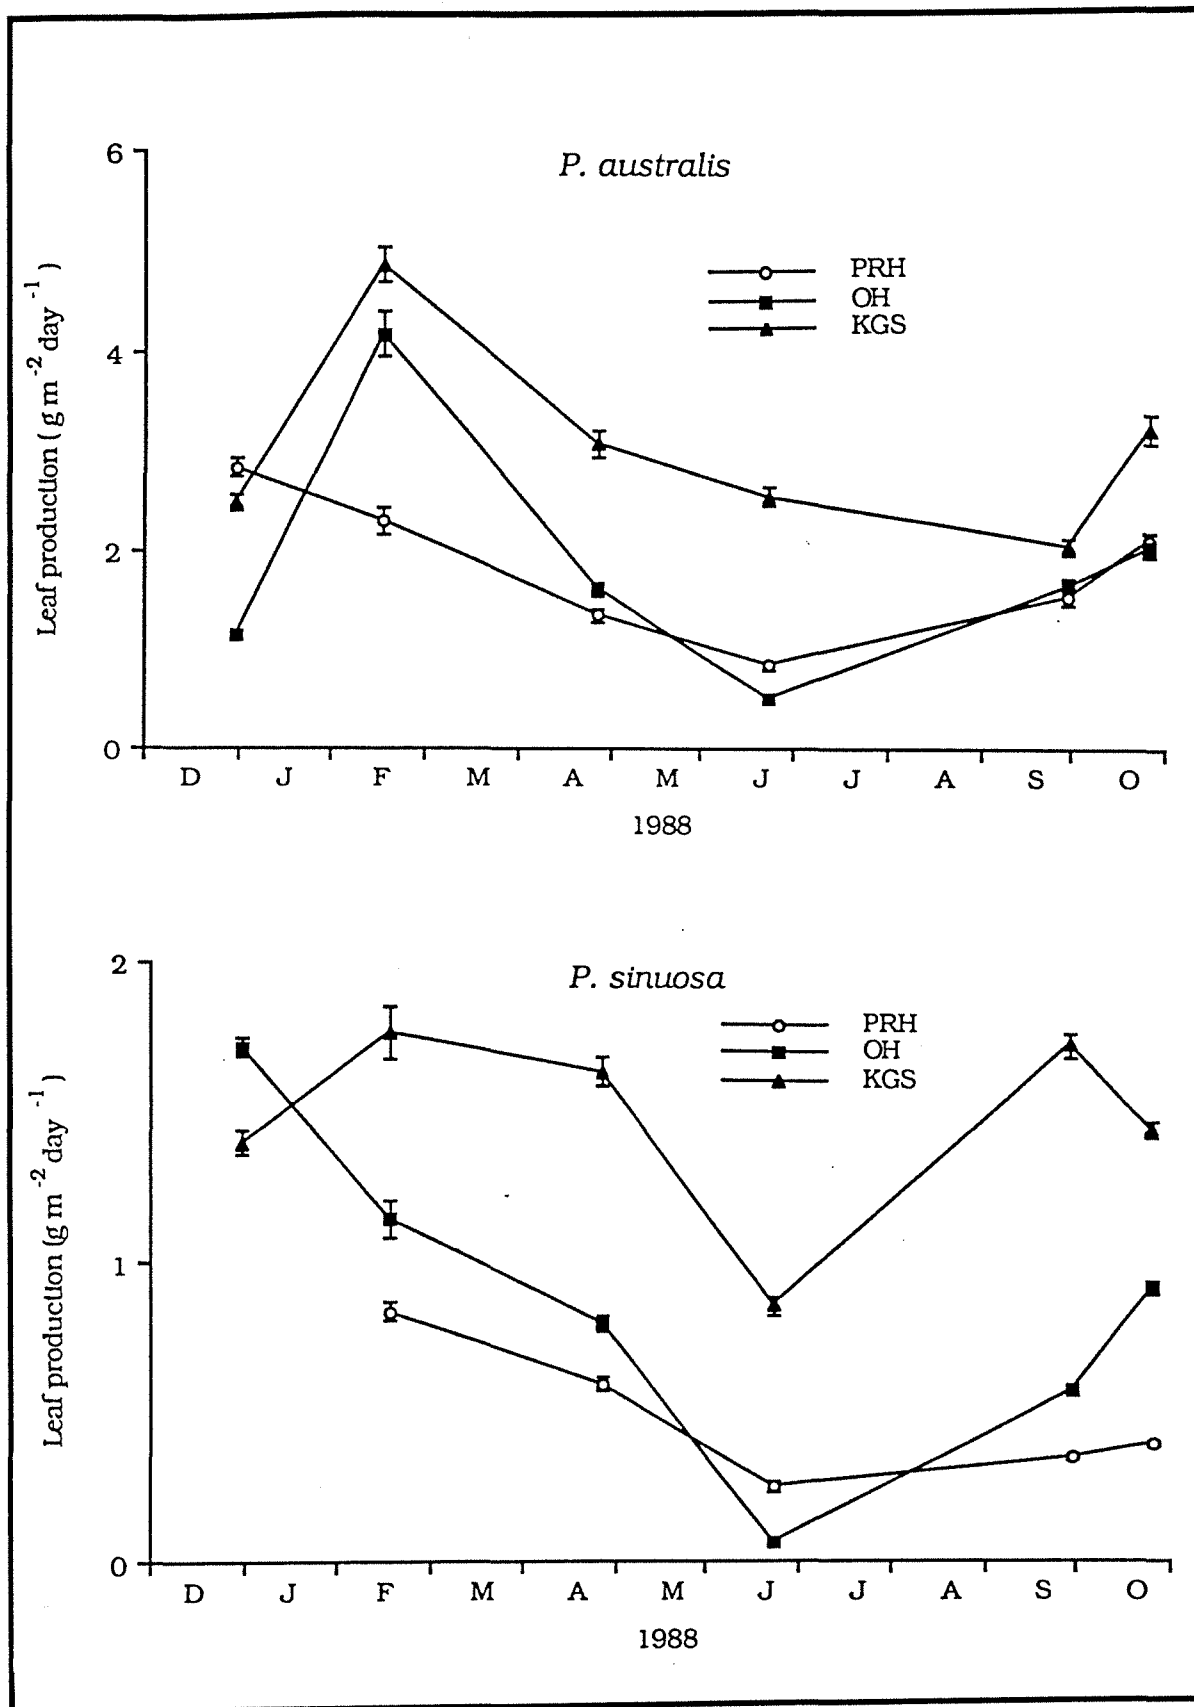 P. australis
6
4
2
0
Leaf production ( g m -2 day -1 )
PRH
OH
KGS
D J F M A M J J A S O
1988
P. sinuosa
2
1
0
Leaf production (g m -2 day -1 )
PRH
OH
KGS
D J F M A M J J A S O
1988